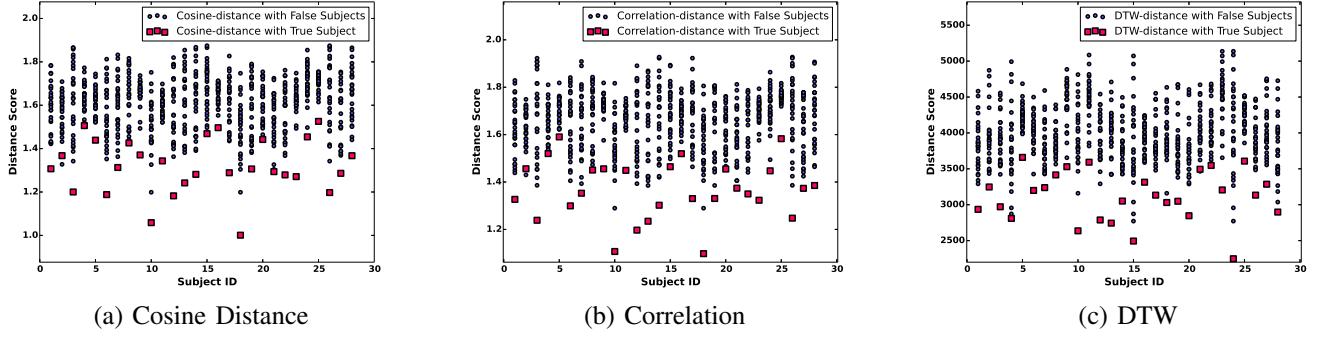 Cosine-distance with False Subjects
Cosine-distance with True Subject
2.0
1.8
1.6
1.4
1.2
1.0
Distance Score
0 5 10 15 20 25 30
Subject ID
(a) Cosine Distance
Correlation-distance with False Subjects
Correlation-distance with True Subject
2.0
1.8
1.6
1.4
1.2
Distance Score
0 5 10 15 20 25 30
Subject ID
(b) Correlation
DTW-distance with False Subjects
DTW-distance with True Subject
5500
5000
4500
4000
3500
3000
2500
Distance Score
0 5 10 15 20 25 30
Subject ID
(c) DTW